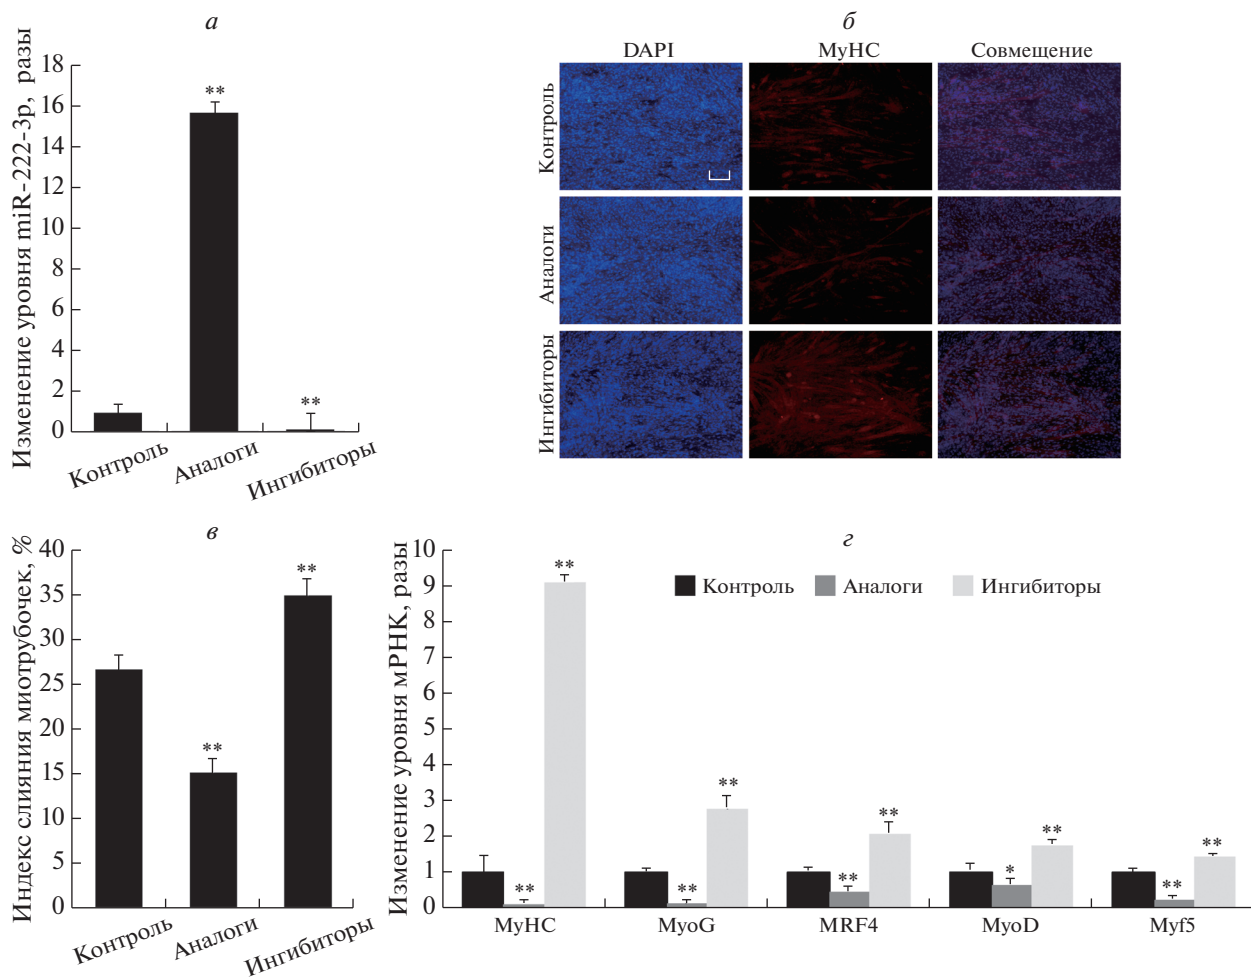 а
Изменение уровня miR-222-3p, разы
18
16
14
12
10
8
6
4
2
0
**
**
Контроль
Аналоги
Ингибиторы
б
DAPI
MyHC
Совмещение
Контроль
Аналоги
Ингибиторы
в
Индекс слияния миотрубочек, %
40
35
30
25
20
15
10
5
0
**
**
Контроль
Аналоги
Ингибиторы
г
Изменение уровня мРНК, разы
10
9
8
7
6
5
4
3
2
1
0
Контроль
Аналоги
Ингибиторы
**
**
**
**
**
**
*
**
**
**
MyHC
MyoG
MRF4
MyoD
Myf5